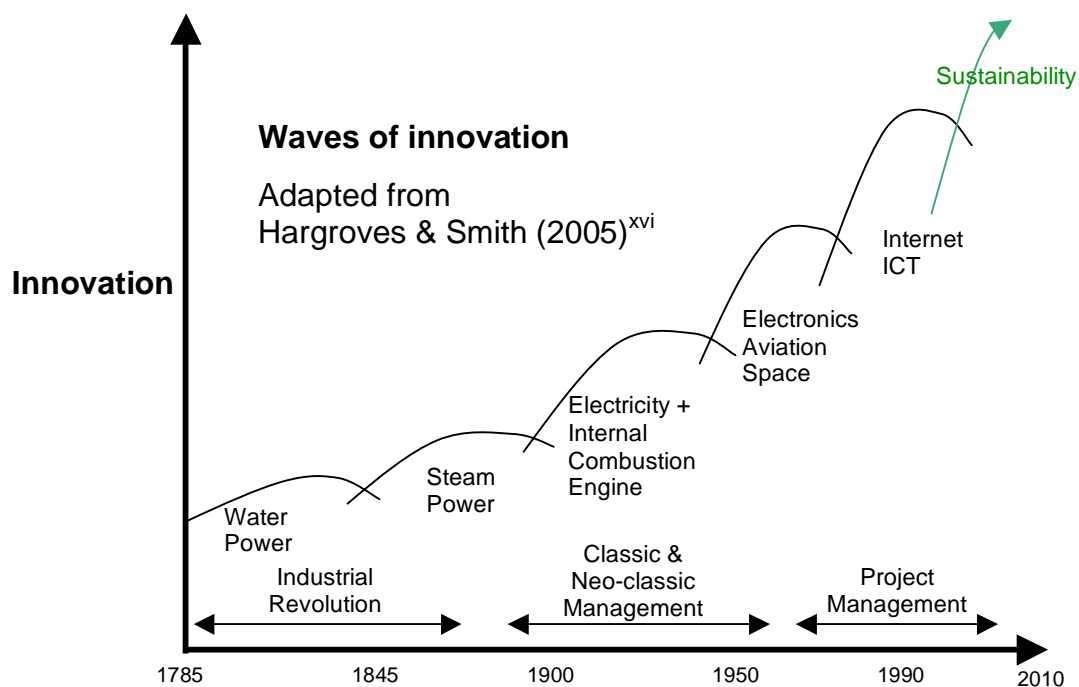 Sustainability
Waves of innovation
Adapted from
Hargroves & Smith (2005)xvi
Innovation
Internet
ICT
Electronics
Aviation
Space
Electricity +
Internal
Combustion
Engine
Steam
Power
Water
Power
Industrial
Revolution
Classic &
Neo-classic
Management
Project
Management
1785
1845
1900
1950
1990
2010